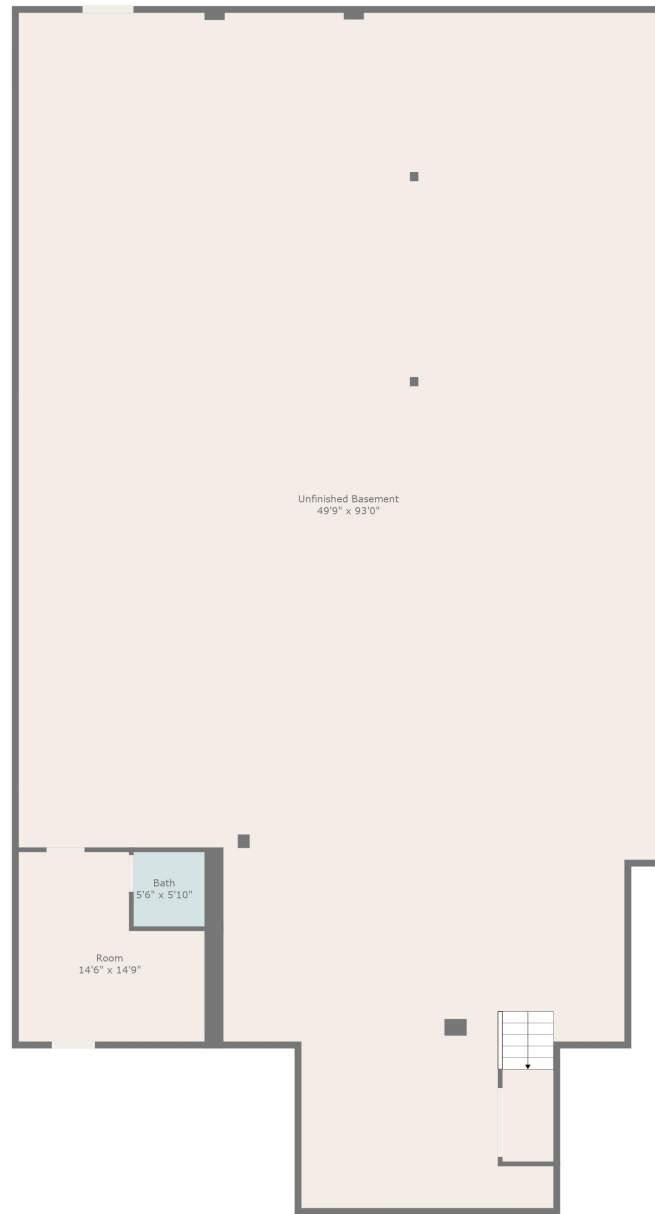 Unfinished Basement
49'9" x 93'0"
Bath
5'6" x 5'10"
Room
14'6" x 14'9"